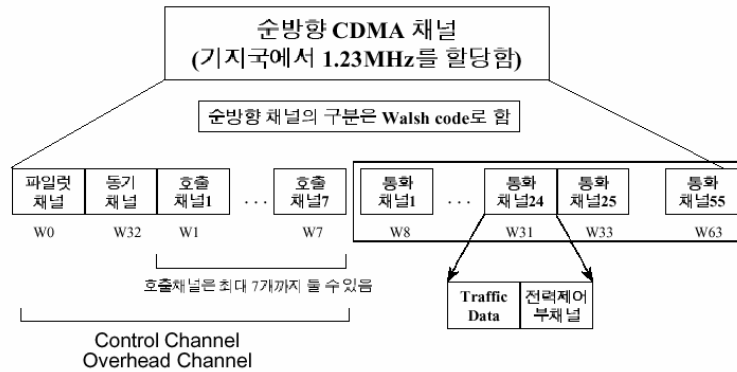 순방향 CDMA 채널
(기지국에서 1.23MHz를 할당함)
순방향 채널의 구분은 Walsh code로 함
파일럿
채널
동기
채널
호출
채널1
. . .
호출
채널7
통화
채널1
. . .
통화
채널24
통화
채널25
통화
채널55
W0
W32
W1
W7
W8
W31
W33
W63
호출채널은 최대 7개까지 둘 수 있음
Traffic
Data
전력제어
부채널
Control Channel
Overhead Channel